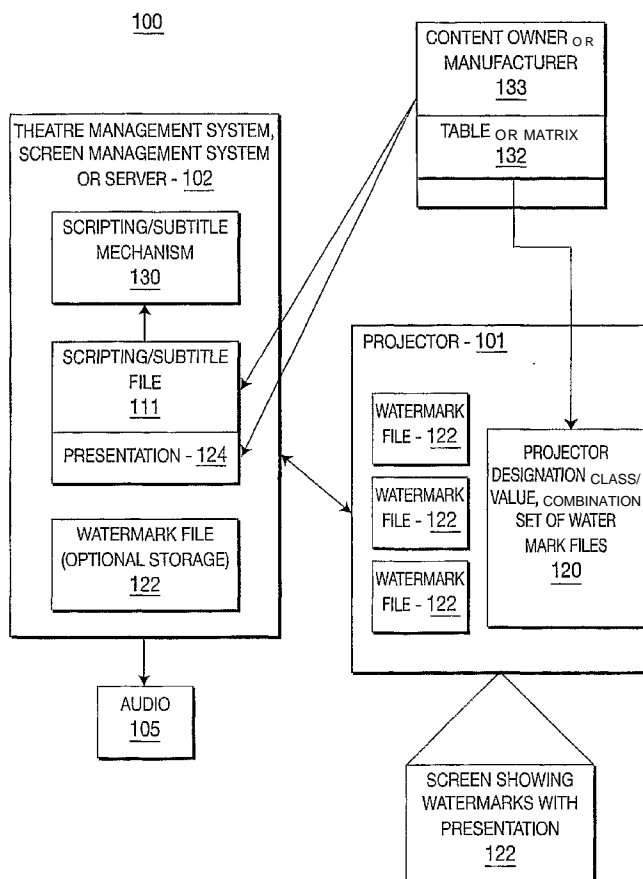 100
CONTENT OWNER OR
MANUFACTURER
133
TABLE OR MATRIX
132
THEATRE MANAGEMENT SYSTEM,
SCREEN MANAGEMENT SYSTEM
OR SERVER - 102
SCRIPTING/SUBTITLE
MECHANISM
130
SCRIPTING/SUBTITLE
FILE
111
PRESENTATION - 124
WATERMARK FILE
(OPTIONAL STORAGE)
122
AUDIO
105
PROJECTOR - 101
WATERMARK
FILE - 122
WATERMARK
FILE - 122
WATERMARK
FILE - 122
PROJECTOR
DESIGNATION CLASS/
VALUE, COMBINATION
SET OF WATER
MARK FILES
120
SCREEN SHOWING
WATERMARKS WITH
PRESENTATION
122